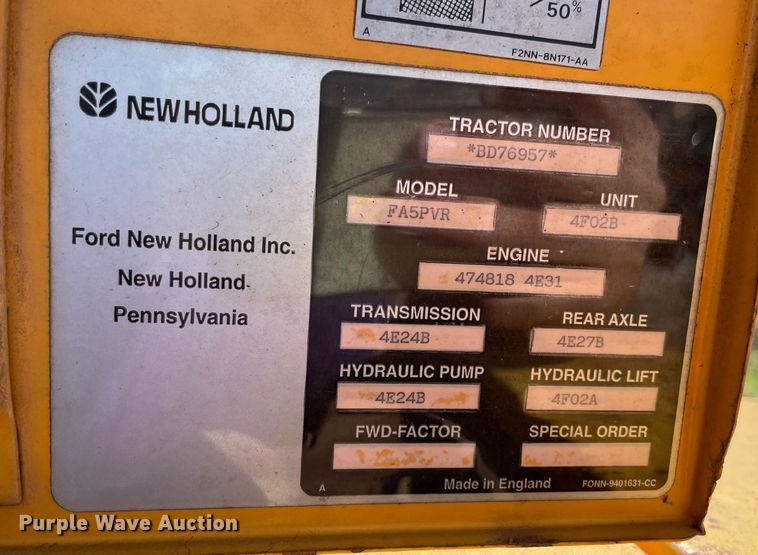 50%
A
F2NN-8N171-AA
NEW HOLLAND
Ford New Holland Inc.
New Holland
Pennsylvania
TRACTOR NUMBER
*BD76957*
MODEL
UNIT
FA5PVR
4F02B
ENGINE
474818 4E31
TRANSMISSION
REAR AXLE
4E24B
4E27B
HYDRAULIC PUMP
HYDRAULIC LIFT
4E24B
4F02A
FWD-FACTOR
SPECIAL ORDER
A
Made in England
FONN-9401631-CC
Purple Wave Auction